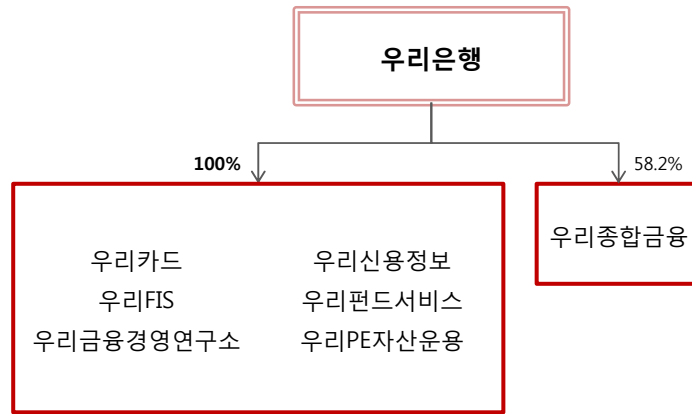 우리은행
100%
58.2%
우리카드
우리FIS
우리금융경영연구소
우리신용정보
우리펀드서비스
우리PE자산운용
우리종합금융